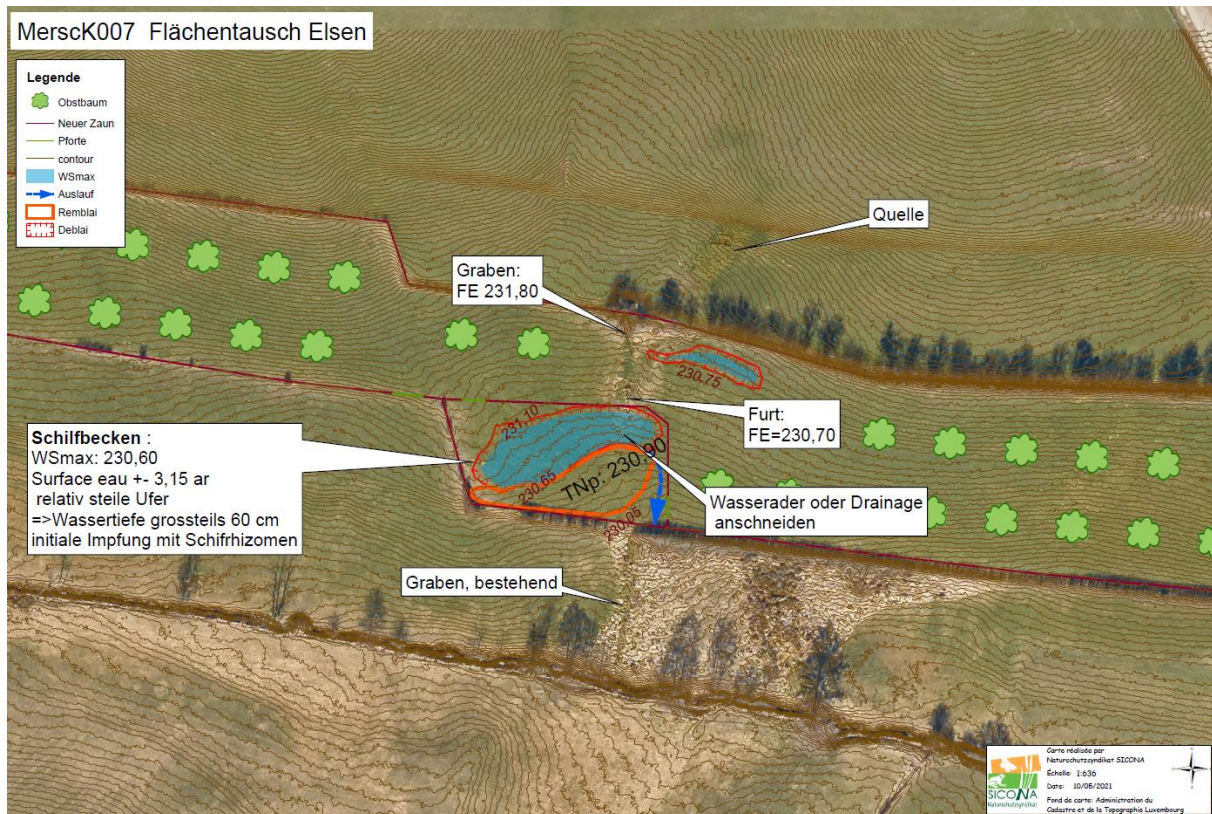 MerscK007 Flächentausch Elsen
Legende
Obstbaum
Neuer Zaun
Pforte
contour
WSmax
Auslauf
Remblai
Deblai
Quelle
Graben:
FE 231,80
230,75
Furt:
FE=230,70
231,10
Schilfbecken :
WSmax: 230,60
Surface eau +- 3,15 ar
relativ steile Ufer
=>Wassertiefe grossteils 60 cm
initiale Impfung mit Schifrhizomen
230,65
TNp: 230,90
230,05
Wasserader oder Drainage
anschneiden
Graben, bestehend
SICONA
Naturschutzsyndikat
Carte réalisée par
Naturschutzsyndikat SICONA
Échelle: 1:636
Date: 10/05/2021
Fond de carte: Administration du
Cadastre et de la Topographie Luxembourg